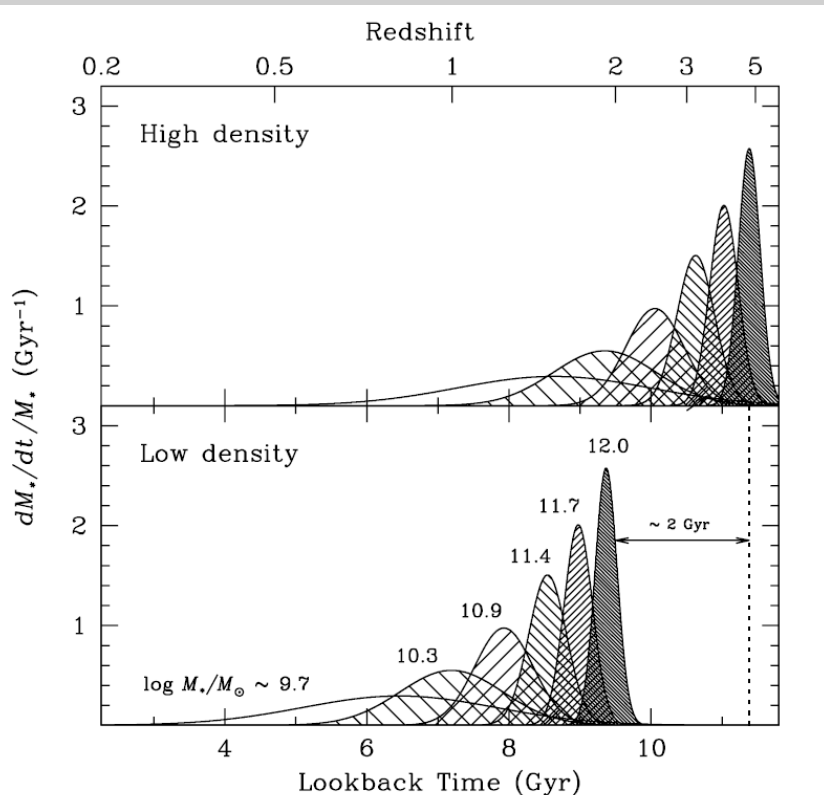 Redshift
0.2 0.5 1 2 3 5
High density
3
2
1
dM*/dt/M* (Gyr⁻¹)
Low density
3
2
1
12.0
11.7
11.4
10.9
10.3
log M*/M⊙ ~ 9.7
~ 2 Gyr
4 6 8 10
Lookback Time (Gyr)